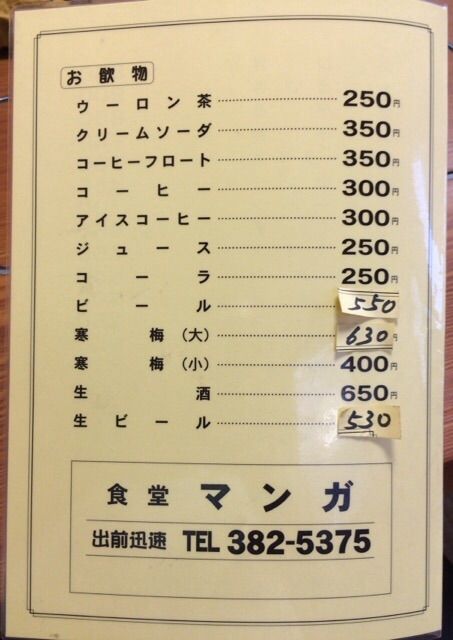 お飲物
ウーロン茶 250円
クリームソーダ 350円
コーヒーフロート 350円
コーヒー 300円
アイスコーヒー 300円
ジュース 250円
コーラ 250円
ビール 550
寒梅(大) 630円
寒梅(小) 400円
生酒 650円
生ビール 530
食堂 マンガ
出前迅速 TEL 382-5375